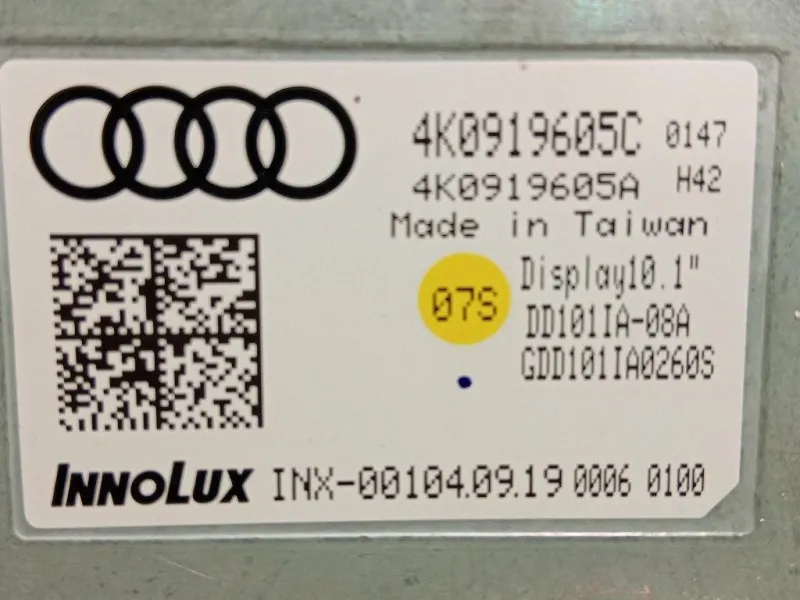 4K0919605C 0147
4K0919605A H42
Made in Taiwan
Display10.1"
07S
DD101IA-08A
GDD101IA0260S
INNOLUX INX-00104.09.19 0006 0100